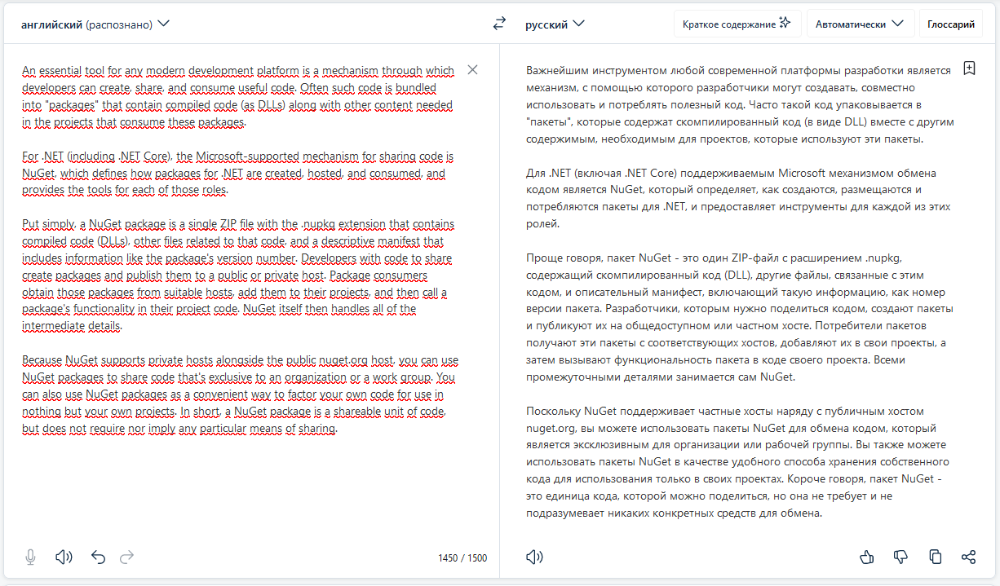 английский (распознано)
русский
Краткое содержание
Автоматически
Глоссарий
An essential tool for any modern development platform is a mechanism through which
developers can create, share, and consume useful code. Often such code is bundled
into "packages" that contain compiled code (as DLLs) along with other content needed
in the projects that consume these packages.
For .NET (including .NET Core), the Microsoft-supported mechanism for sharing code is
NuGet, which defines how packages for .NET are created, hosted, and consumed, and
provides the tools for each of those roles.
Put simply, a NuGet package is a single ZIP file with the .nupkg extension that contains
compiled code (DLLs), other files related to that code, and a descriptive manifest that
includes information like the package's version number. Developers with code to share
create packages and publish them to a public or private host. Package consumers
obtain those packages from suitable hosts, add them to their projects, and then call a
package's functionality in their project code. NuGet itself then handles all of the
intermediate details.
Because NuGet supports private hosts alongside the public nuget.org host, you can use
NuGet packages to share code that's exclusive to an organization or a work group. You
can also use NuGet packages as a convenient way to factor your own code for use in
nothing but your own projects. In short, a NuGet package is a shareable unit of code,
but does not require nor imply any particular means of sharing.
1450 / 1500
Важнейшим инструментом любой современной платформы разработки является
механизм, с помощью которого разработчики могут создавать, совместно
использовать и потреблять полезный код. Часто такой код упаковывается в
"пакеты", которые содержат скомпилированный код (в виде DLL) вместе с другим
содержимым, необходимым для проектов, которые используют эти пакеты.
Для .NET (включая .NET Core) поддерживаемым Microsoft механизмом обмена
кодом является NuGet, который определяет, как создаются, размещаются и
потребляются пакеты для .NET, и предоставляет инструменты для каждой из этих
ролей.
Проще говоря, пакет NuGet - это один ZIP-файл с расширением .nupkg,
содержащий скомпилированный код (DLL), другие файлы, связанные с этим
кодом, и описательный манифест, включающий такую информацию, как номер
версии пакета. Разработчики, которым нужно поделиться кодом, создают пакеты
и публикуют их на общедоступном или частном хосте. Потребители пакетов
получают эти пакеты с соответствующих хостов, добавляют их в свои проекты, а
затем вызывают функциональность пакета в коде своего проекта. Всеми
промежуточными деталями занимается сам NuGet.
Поскольку NuGet поддерживает частные хосты наряду с публичным хостом
nuget.org, вы можете использовать пакеты NuGet для обмена кодом, который
является эксклюзивным для организации или рабочей группы. Вы также можете
использовать пакеты NuGet в качестве удобного способа хранения собственного
кода для использования только в своих проектах. Короче говоря, пакет NuGet -
это единица кода, которой можно поделиться, но она не требует и не
подразумевает никаких конкретных средств для обмена.